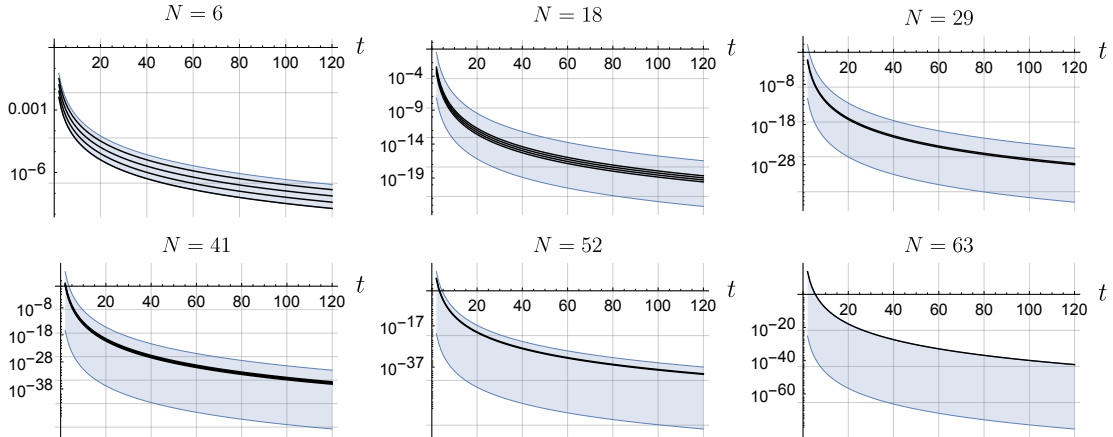 N = 6
t
20 40 60 80 100 120
0.001
10⁻⁶
N = 18
t
20 40 60 80 100 120
10⁻⁴
10⁻⁹
10⁻¹⁴
10⁻¹⁹
N = 29
t
20 40 60 80 100 120
10⁻⁸
10⁻¹⁸
10⁻²⁸
N = 41
t
20 40 60 80 100 120
10⁻⁸
10⁻¹⁸
10⁻²⁸
10⁻³⁸
N = 52
t
20 40 60 80 100 120
10⁻¹⁷
10⁻³⁷
N = 63
t
20 40 60 80 100 120
10⁻²⁰
10⁻⁴⁰
10⁻⁶⁰